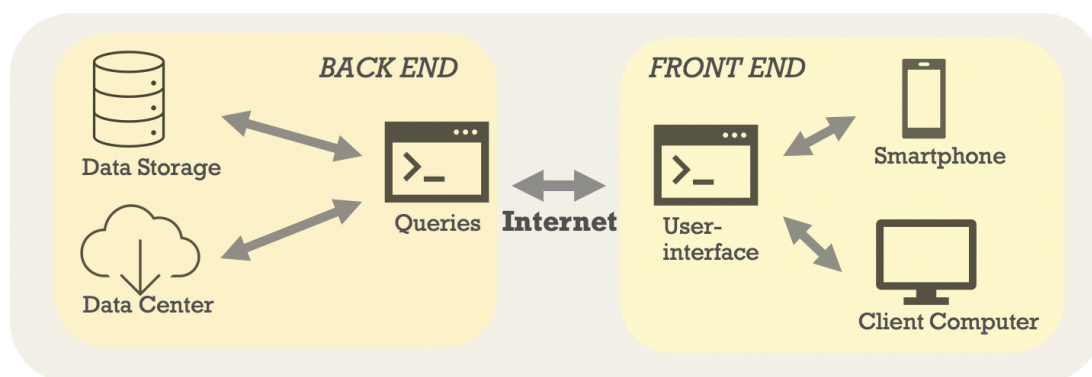 BACK END
Data Storage
Data Center
Queries
Internet
FRONT END
User-
interface
Smartphone
Client Computer